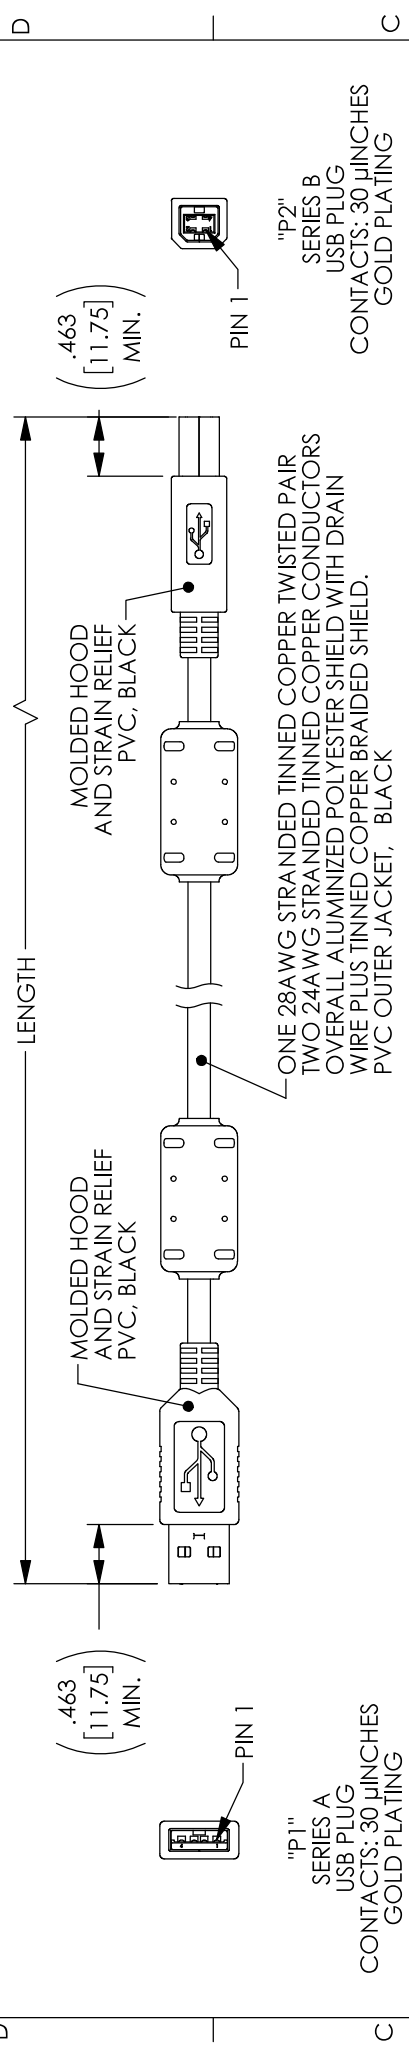 D
D
C
C
LENGTH
.463
[11.75]
MIN.
.463
[11.75]
MIN.
MOLDED HOOD
AND STRAIN RELIEF
PVC, BLACK
MOLDED HOOD
AND STRAIN RELIEF
PVC, BLACK
PIN 1
PIN 1
"P1"
SERIES A
USB PLUG
CONTACTS: 30 µINCHES
GOLD PLATING
ONE 28AWG STRANDED TINNED COPPER TWISTED PAIR
TWO 24AWG STRANDED TINNED COPPER CONDUCTORS
OVERALL ALUMINIZED POLYESTER SHIELD WITH DRAIN
WIRE PLUS TINNED COPPER BRAIDED SHIELD.
PVC OUTER JACKET, BLACK
"P2"
SERIES B
USB PLUG
CONTACTS: 30 µINCHES
GOLD PLATING